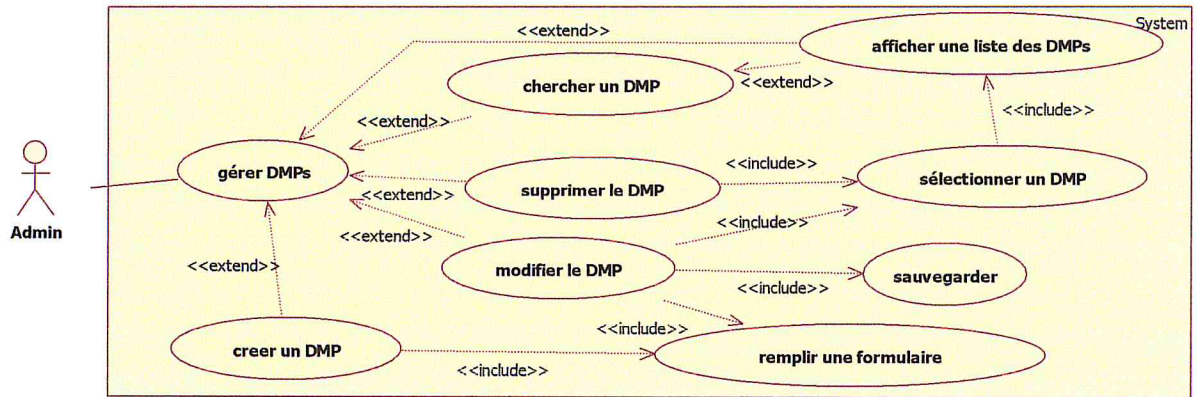 System
<<extend>>
afficher une liste des DMPs
chercher un DMP
<<extend>>
<<include>>
<<extend>>
gérer DMPs
<<include>>
supprimer le DMP
sélectionner un DMP
<<extend>>
<<include>>
Admin
<<extend>>
<<extend>>
modifier le DMP
sauvegarder
<<include>>
<<include>>
creer un DMP
remplir une formulaire
<<include>>